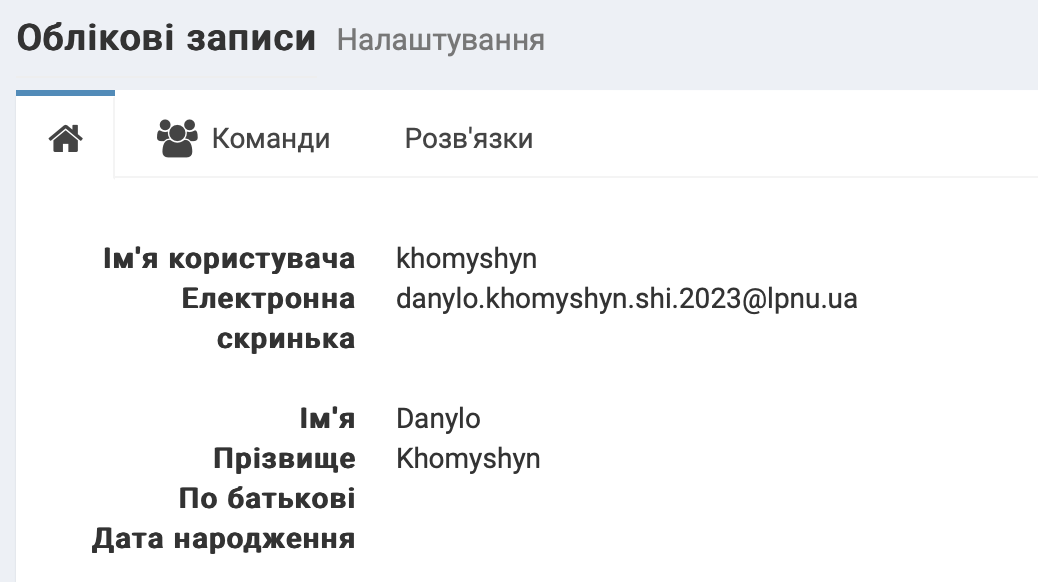 Облікові записи Налаштування
Команди Розв'язки
Ім'я користувача khomyshyn
Електронна danylo.khomyshyn.shi.2023@lpnu.ua
скринька
Ім'я Danylo
Прізвище Khomyshyn
По батькові
Дата народження